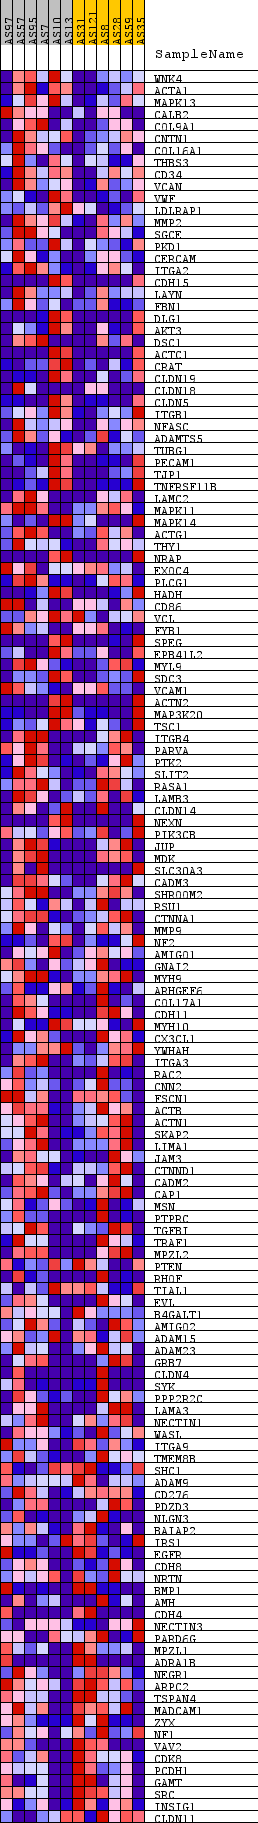 AS97
AS57
AS95
AS7
AS10
AS13
AS31
AS121
AS8
AS28
AS59
AS35
SampleName
WNK4
ACTA1
MAPK13
CALB2
COL9A1
CNTN1
COL16A1
THBS3
CD34
VCAN
VWF
LDLRAP1
MMP2
SGCE
PKD1
CERCAM
ITGA2
CDH15
LAYN
FBN1
DLG1
AKT3
DSC1
ACTC1
CRAT
CLDN19
CLDN18
CLDN5
ITGB1
NFASC
ADAMTS5
TUBG1
PECAM1
TJP1
TNFRSF11B
LAMC2
MAPK11
MAPK14
ACTG1
THY1
NRAP
EXOC4
PLCG1
HADH
CD86
VCL
FYB1
SPEG
EPB41L2
MYL9
SDC3
VCAM1
ACTN2
MAP3K20
TSC1
ITGB4
PARVA
PTK2
SLIT2
RASA1
LAMB3
CLDN14
NEXN
PIK3CB
JUP
MDK
SLC30A3
CADM3
SHROOM2
RSU1
CTNNA1
MMP9
NF2
AMIGO1
GNAI2
MYH9
ARHGEF6
COL17A1
CDH11
MYH10
CX3CL1
YWHAH
ITGA3
RAC2
CNN2
FSCN1
ACTB
ACTN1
SKAP2
LIMA1
JAM3
CTNND1
CADM2
CAP1
MSN
PTPRC
TGFBI
TRAF1
MPZL2
PTEN
RHOF
TIAL1
EVL
B4GALT1
AMIGO2
ADAM15
ADAM23
GRB7
CLDN4
SYK
PPP2R2C
LAMA3
NECTIN1
WASL
ITGA9
TMEM8B
SHC1
ADAM9
CD276
PDZD3
NLGN3
BAIAP2
IRS1
EGFR
CDH8
NRTN
BMP1
AMH
CDH4
NECTIN3
PARD6G
MPZL1
ADRA1B
NEGR1
ARPC2
TSPAN4
MADCAM1
ZYX
NF1
VAV2
CDK8
PCDH1
GAMT
SRC
INSIG1
CLDN11